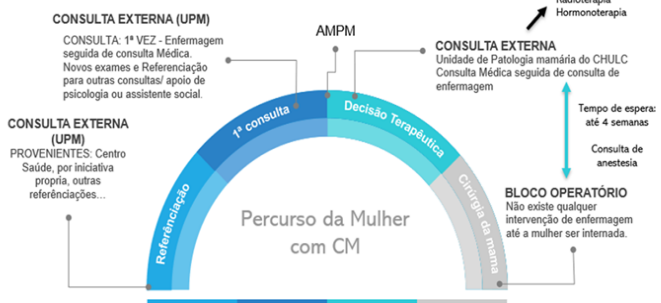 Radioterapia
Hormonoterapia
CONSULTA EXTERNA (UPM)
CONSULTA: 1ª VEZ - Enfermagem
seguida de consulta Médica.
Novos exames e Referenciação
para outras consultas/ apoio de
psicologia ou assistente social.
AMPM
CONSULTA EXTERNA
Unidade de Patologia mamária do CHULC
Consulta Médica seguida de consulta de
enfermagem
Tempo de espera:
até 4 semanas
Consulta de
anestesia
CONSULTA EXTERNA
(UPM)
PROVENIENTES: Centro
Saúde, por iniciativa
propria, outras
referênciações...
Referênciação
1ª consulta
Decisão Terapêutica
Cirúrgia da mama
BLOCO OPERATÓRIO
Não existe qualquer
intervenção de enfermagem
até a mulher ser internada.
Percurso da Mulher
com CM